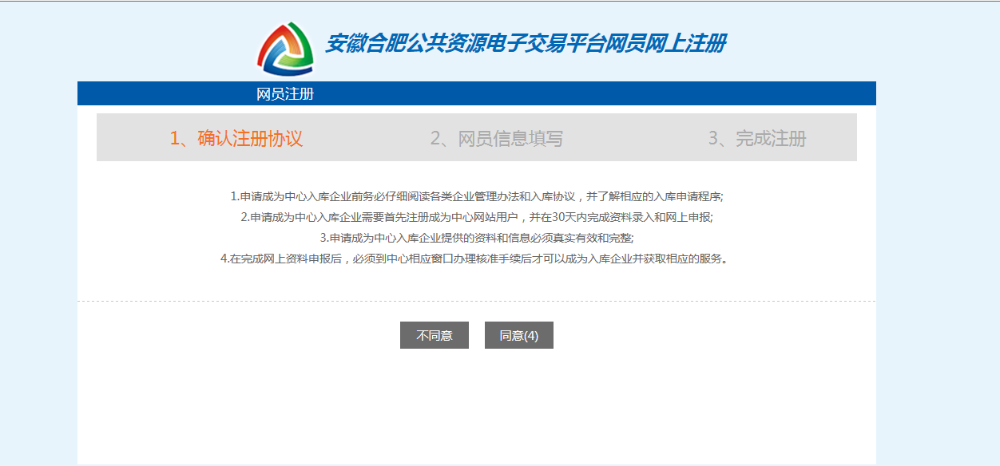 安徽合肥公共资源电子交易平台网员网上注册
网员注册
1、确认注册协议
2、网员信息填写
3、完成注册
1.申请成为中心入库企业前务必仔细阅读各类企业管理办法和入库协议，并了解相应的入库申请程序;
2.申请成为中心入库企业需要首先注册成为中心网站用户，并在30天内完成资料录入和网上申报;
3.申请成为中心入库企业提供的资料和信息必须真实有效和完整;
4.在完成网上资料申报后，必须到中心相应窗口办理核准手续后才可以成为入库企业并获取相应的服务。
不同意
同意(4)